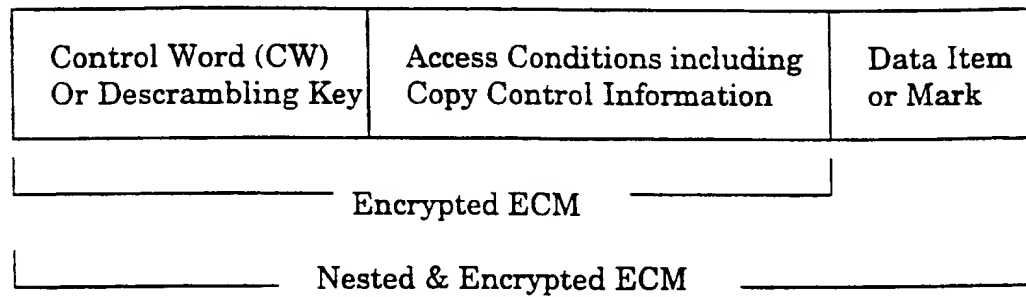 Control Word (CW)
Or Descrambling Key
Access Conditions including
Copy Control Information
Data Item
or Mark
Encrypted ECM
Nested & Encrypted ECM